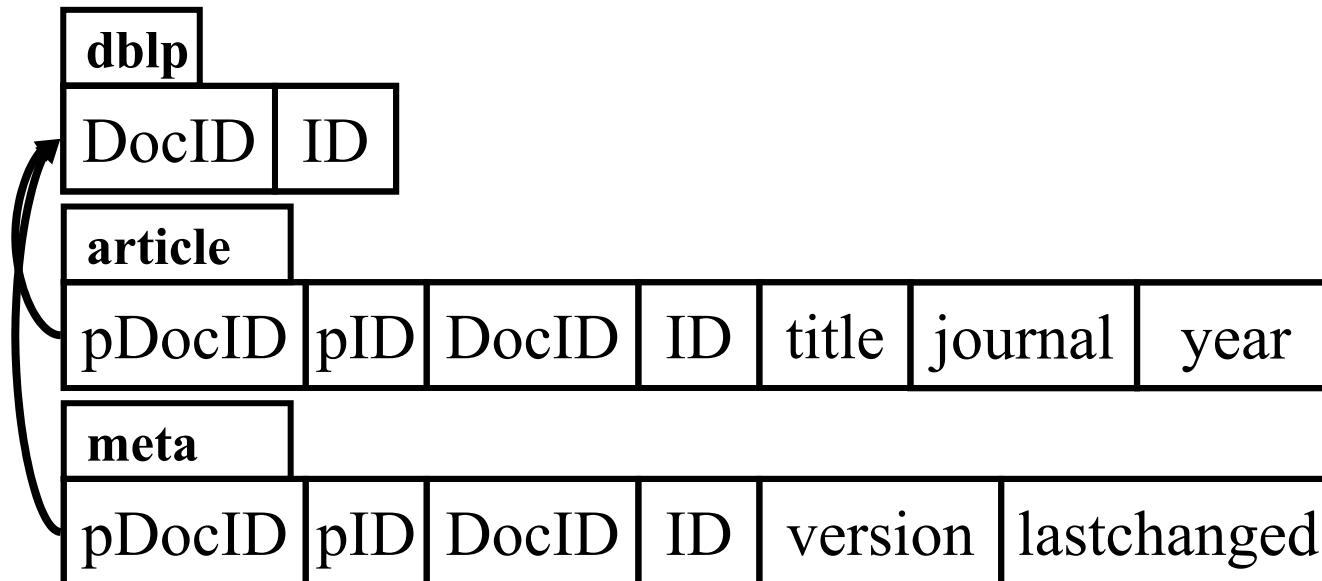 dblp
DocID ID
article
pDocID pID DocID ID title journal year
meta
pDocID pID DocID ID version lastchanged